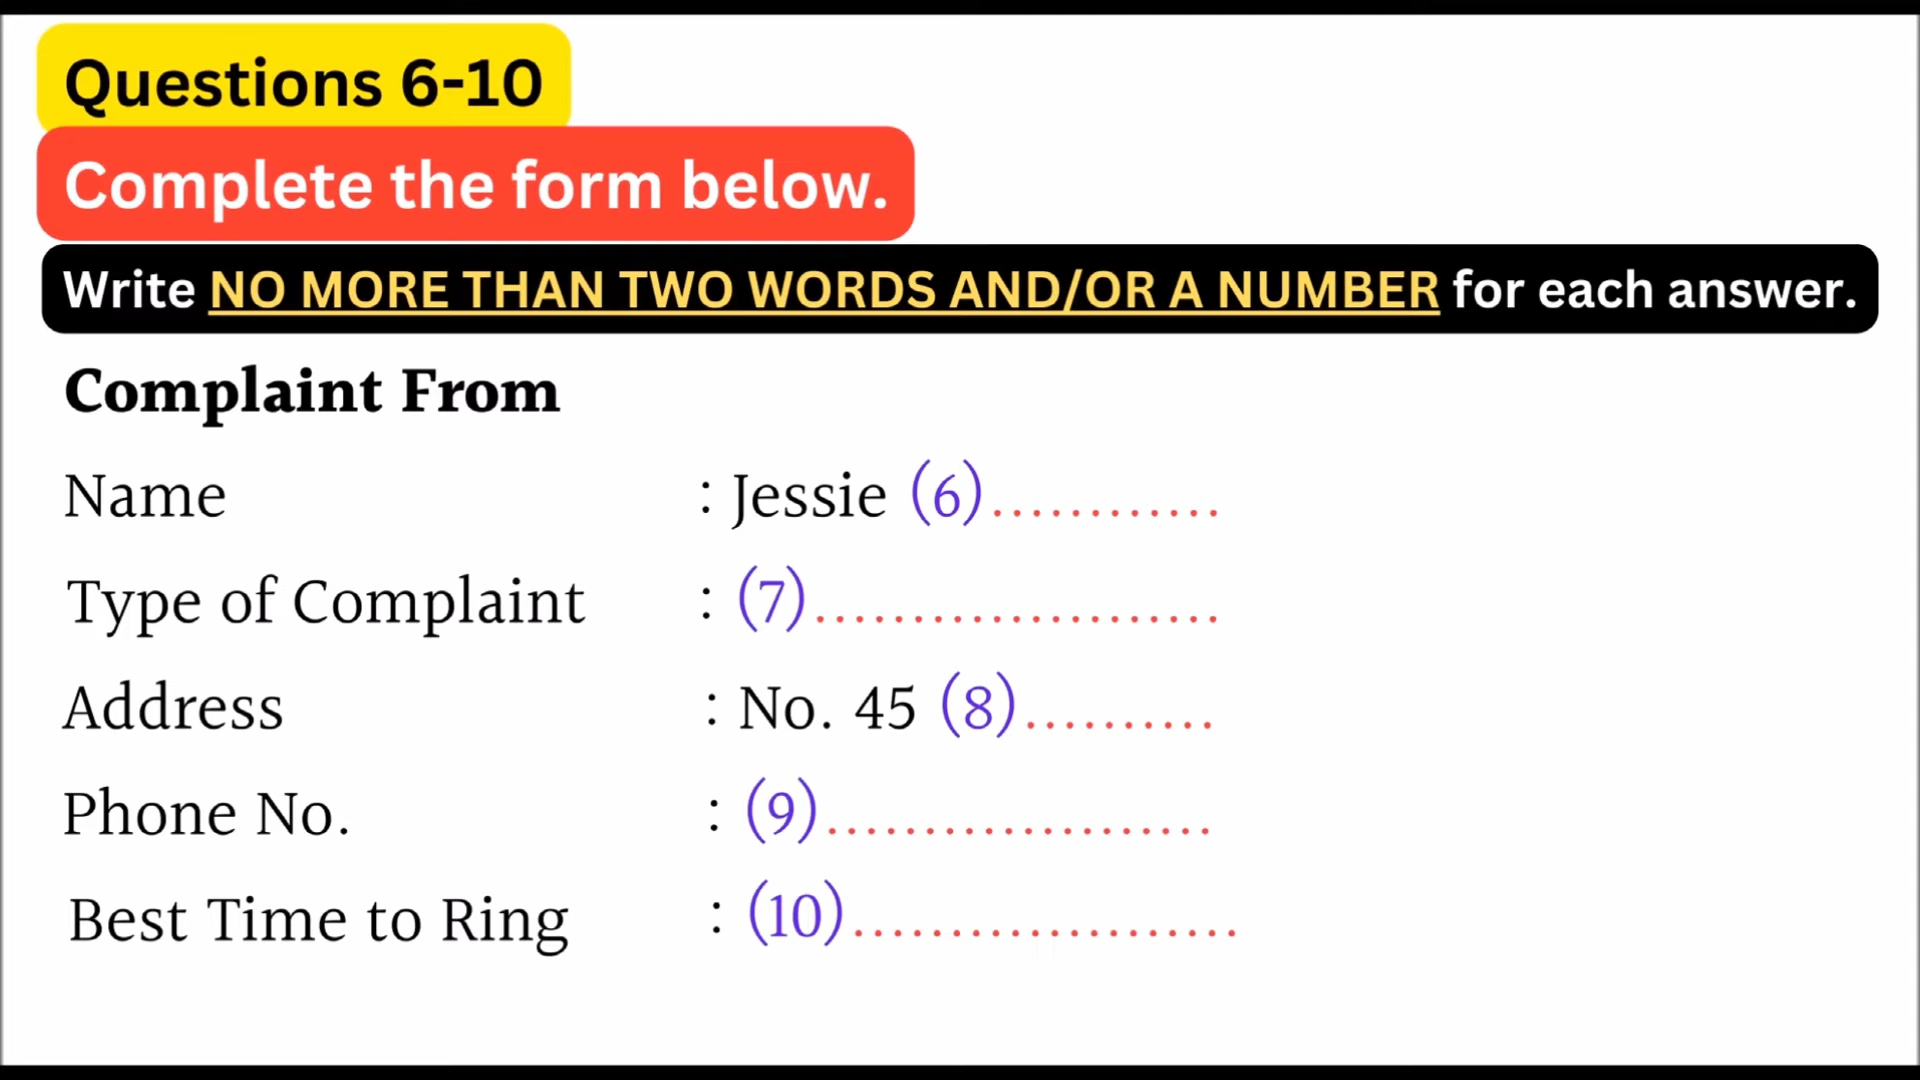 Questions 6-10
Complete the form below.
Write NO MORE THAN TWO WORDS AND/OR A NUMBER for each answer.
Complaint From
Name : Jessie (6)............
Type of Complaint : (7).....................
Address : No. 45 (8)..........
Phone No. : (9)....................
Best Time to Ring : (10)....................